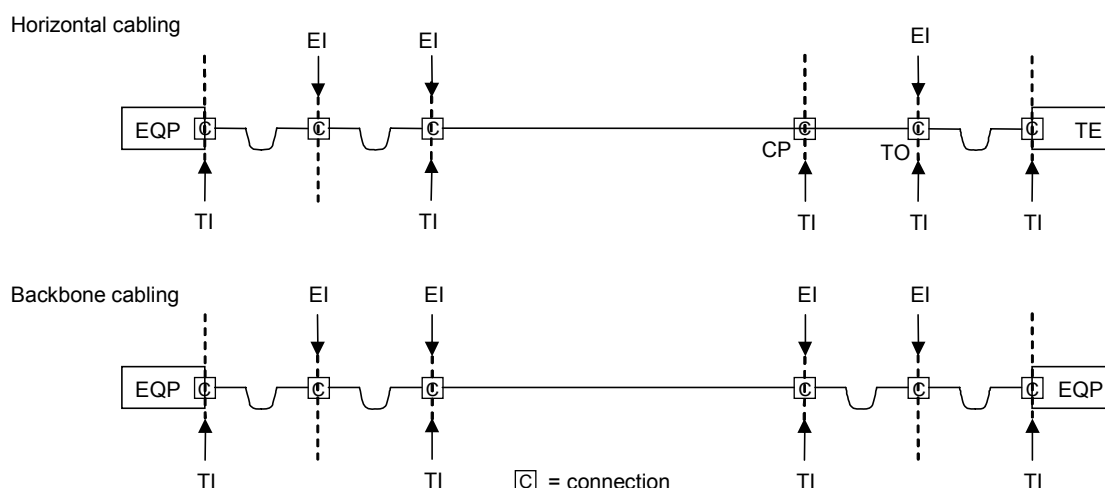 Horizontal cabling
EI EI EI
EQP C C C C C C TE
CP TO
TI TI TI TI TI
Backbone cabling
EI EI EI EI
EQP C C C C C C EQP
TI TI TI TI
C = connection